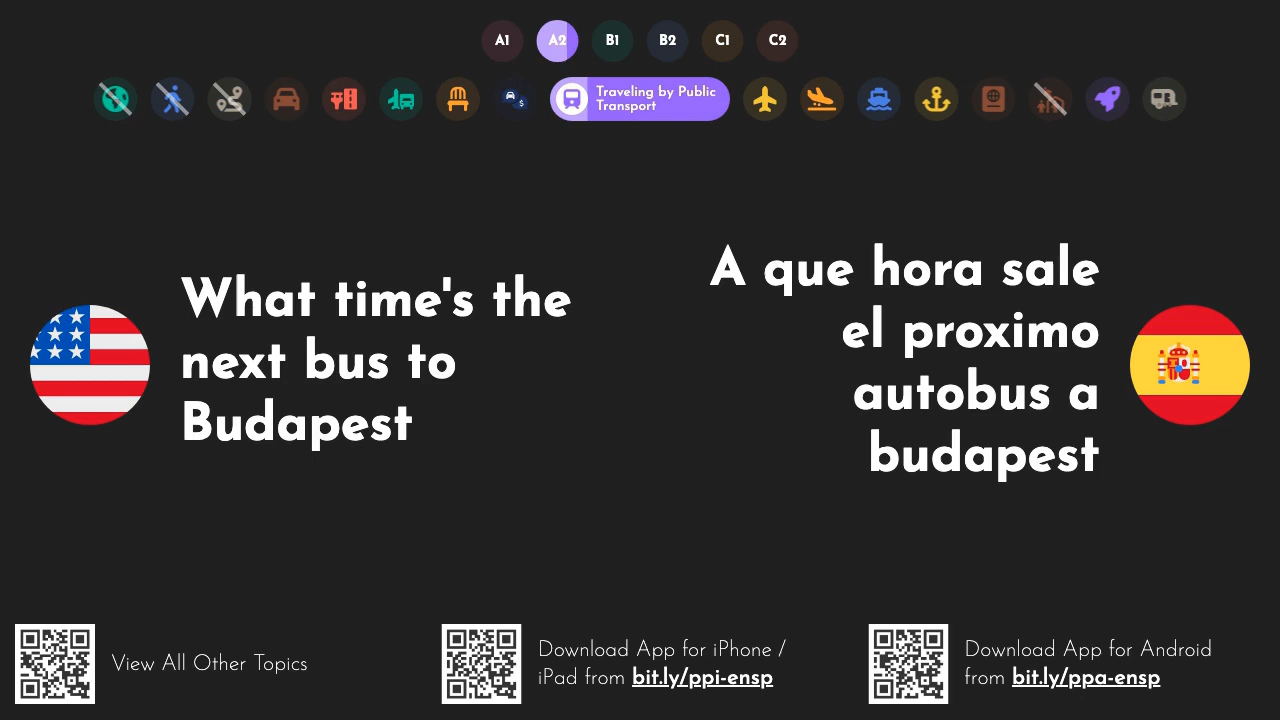 A1 A2 B1 B2 C1 C2
Traveling by Public
Transport
What time's the
next bus to
Budapest
A que hora sale
el proximo
autobus a
budapest
View All Other Topics
Download App for iPhone /
iPad from bit.ly/ppi-ensp
Download App for Android
from bit.ly/ppa-ensp